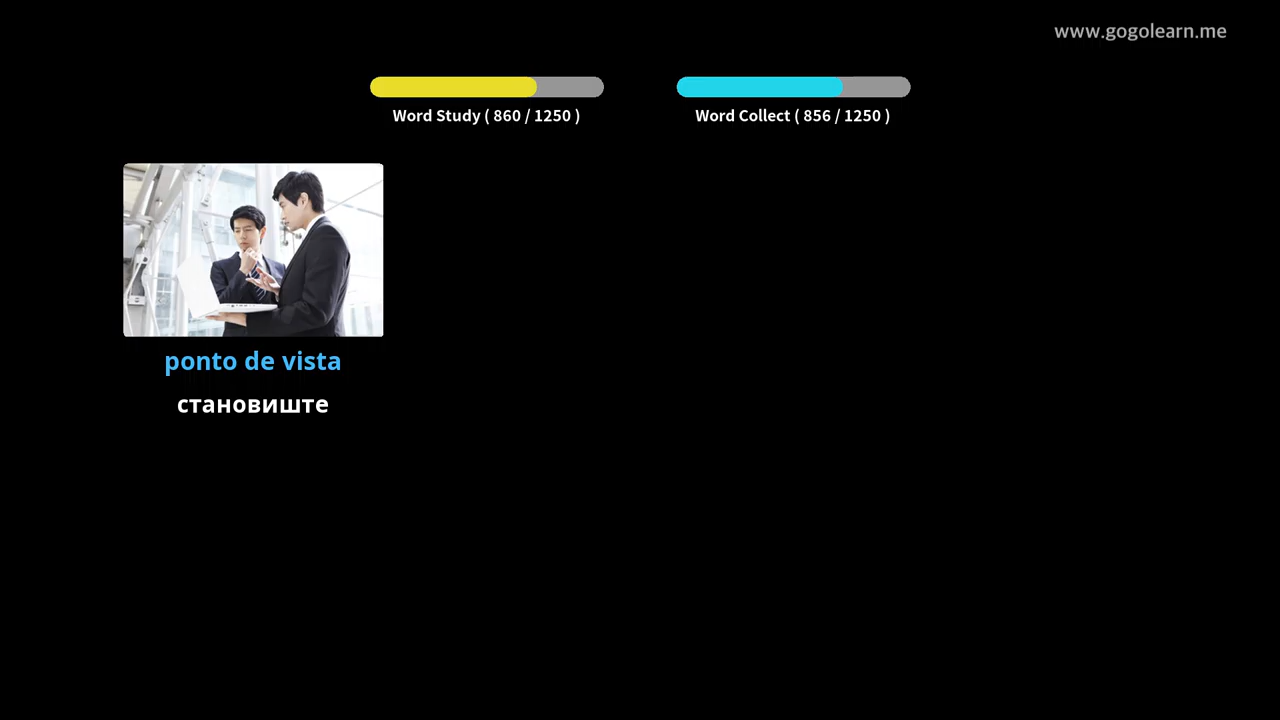 www.gogolearn.me
Word Study ( 860 / 1250 )
Word Collect ( 856 / 1250 )
ponto de vista
становиште